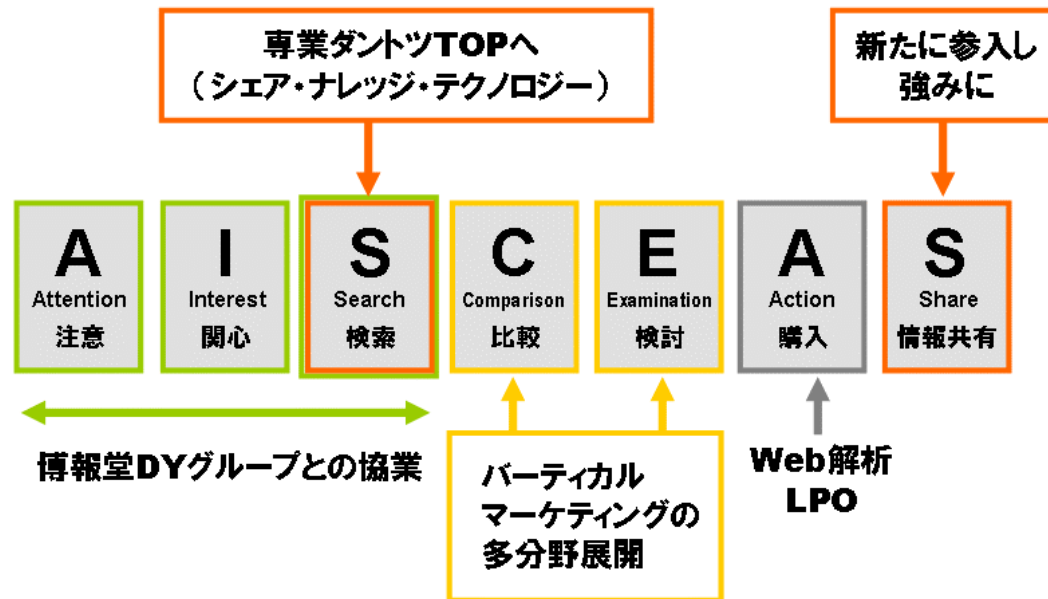 専業ダントツTOPへ
(シェア・ナレッジ・テクノロジー)
新たに参入し
強みに
A
Attention
注意
I
Interest
関心
S
Search
検索
C
Comparison
比較
E
Examination
検討
A
Action
購入
S
Share
情報共有
博報堂DYグループとの協業
バーティカル
マーケティングの
多分野展開
Web解析
LPO